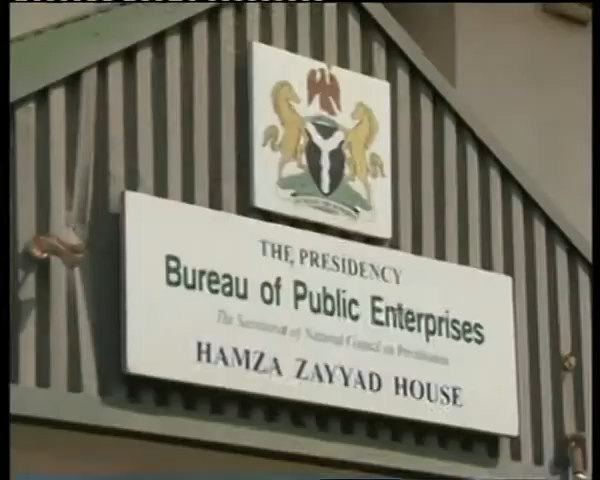 THE PRESIDENCY
Bureau of Public Enterprises
The Secretariat of National Council on Privatisation
HAMZA ZAYYAD HOUSE